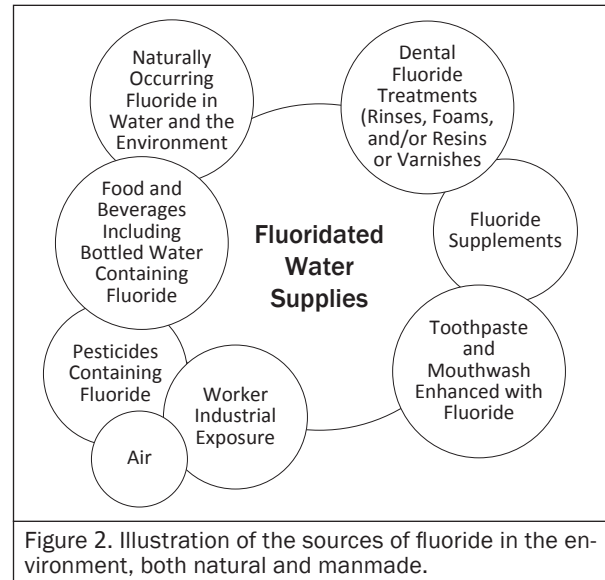 Naturally
Occurring
Fluoride in
Water and the
Environment
Dental
Fluoride
Treatments
(Rinses, Foams,
and/or Resins
or Varnishes
Food and
Beverages
Including
Bottled Water
Containing
Fluoride
Fluoridated
Water
Supplies
Fluoride
Supplements
Pesticides
Containing
Fluoride
Worker
Industrial
Exposure
Toothpaste
and
Mouthwash
Enhanced with
Fluoride
Air
Figure 2. Illustration of the sources of fluoride in the en-
vironment, both natural and manmade.